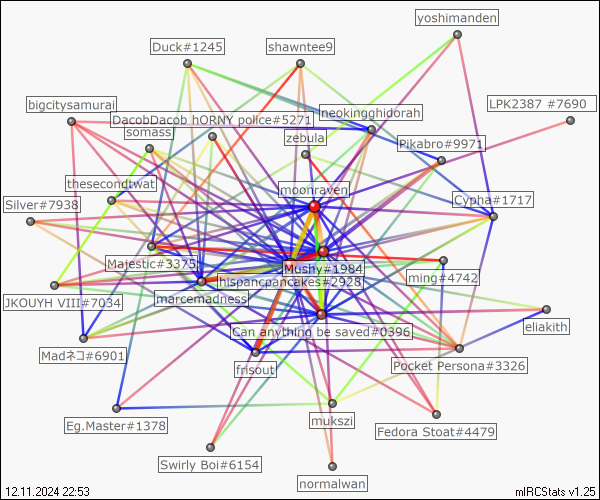 yoshimanden
Duck#1245
shawntee9
bigcitysamurai
LPK2387 #7690
DacobDacob hORNY police#5271
neokingghidorah
somass
zebula
Pikabro#9971
thesecondtwat
moonraven
Cypha#1717
Silver#7938
Majestic#3375
Mushy#1984
ming#4742
hispancpancakes#2928
JKOUYH VIII#7034
marcemadness
Can anything be saved#0396
eliakith
Madネコ#6901
frisout
Pocket Persona#3326
Eg.Master#1378
mukszi
Fedora Stoat#4479
Swirly Boi#6154
normalwan
12.11.2024 22:53
mIRCStats v1.25